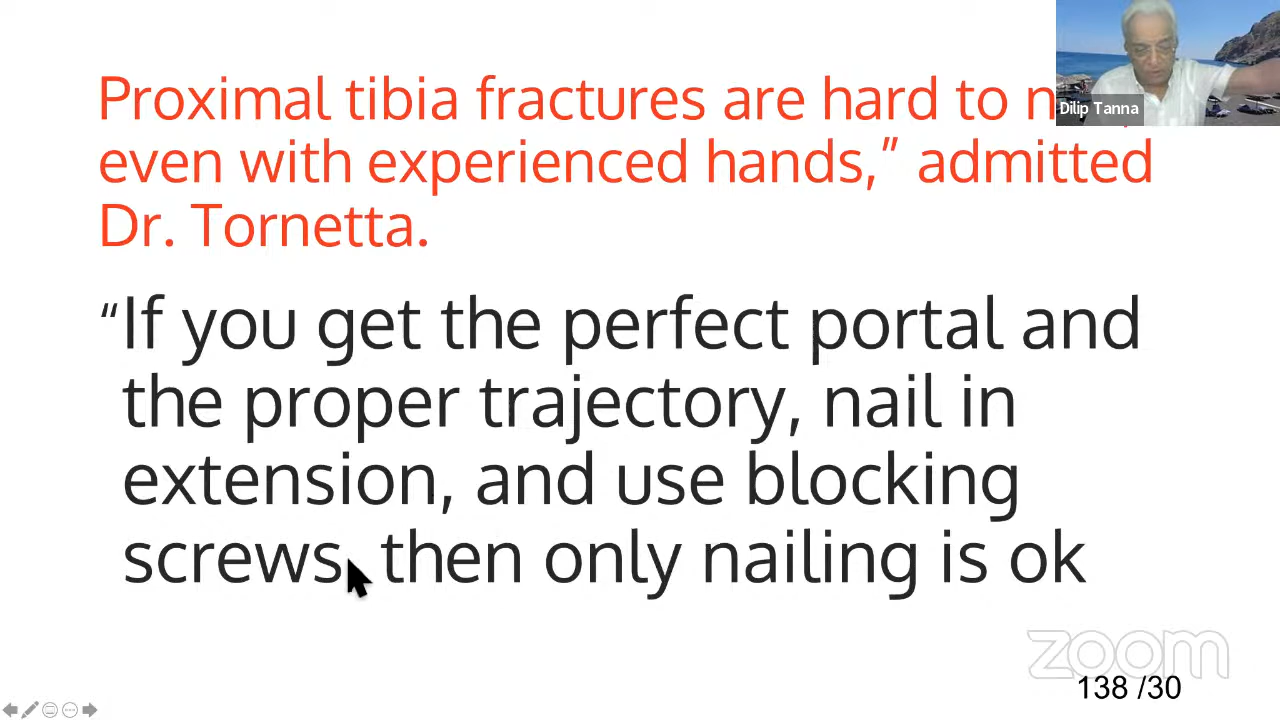 Proximal tibia fractures are hard to
even with experienced hands,” admitted
Dr. Tornetta.
“If you get the perfect portal and
the proper trajectory, nail in
extension, and use blocking
screws, then only nailing is ok
Dilip Tanna
zoom
138 /30